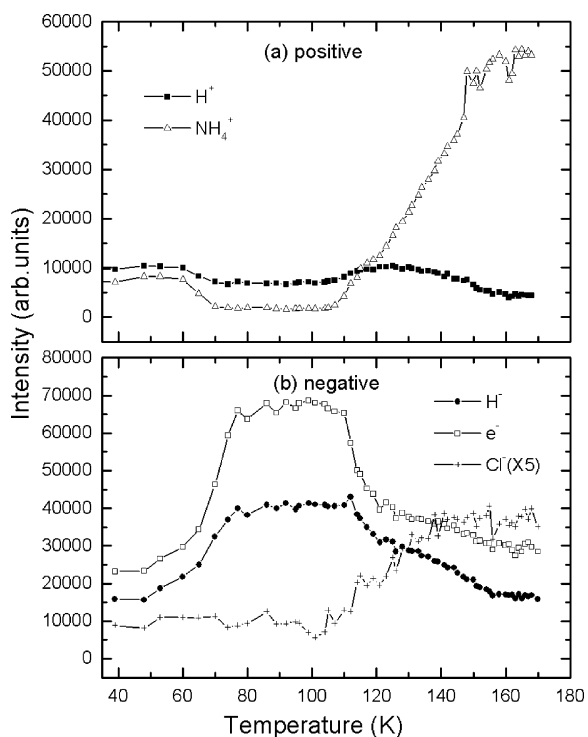 60000
50000
40000
30000
20000
10000
0
(a) positive
H⁺
NH₄⁺
Intensity (arb.units)
80000
70000
60000
50000
40000
30000
20000
10000
0
(b) negative
H⁻
e⁻
Cl⁻(X5)
40 60 80 100 120 140 160 180
Temperature (K)